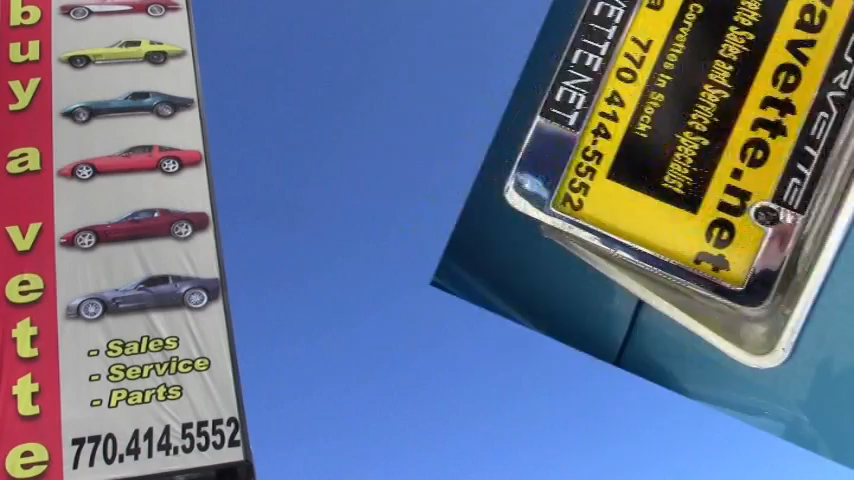 buy a vette
- Sales
- Service
- Parts
770.414.5552
VETTE.NET
770.414-5552
Corvettes in Stock!
vette Sales and Service Specialist
avette.net
ORVETTE